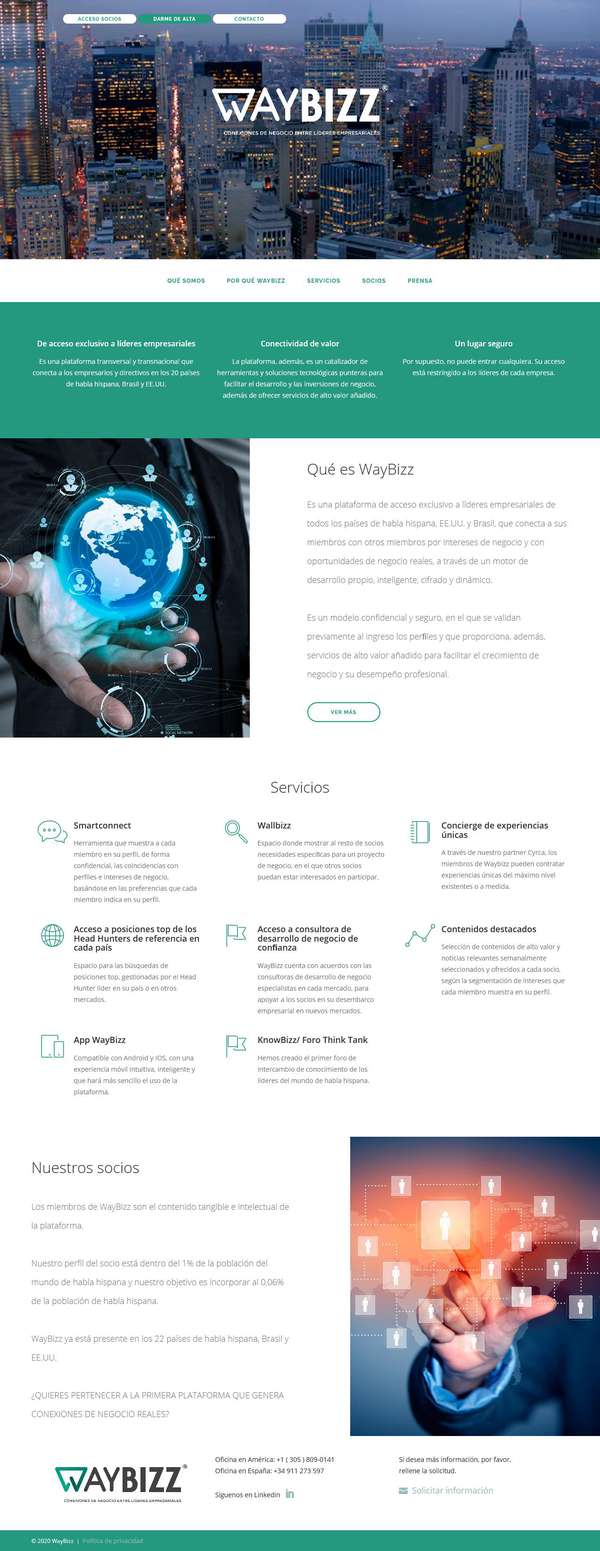 ACCESO SOCIOS
DARME DE ALTA
CONTACTO
WAYBIZZ®
CONEXIONES DE NEGOCIO ENTRE LÍDERES EMPRESARIALES
QUÉ SOMOS
POR QUÉ WAYBIZZ
SERVICIOS
SOCIOS
PRENSA
De acceso exclusivo a líderes empresariales
Es una plataforma transversal y transnacional que
conecta a los empresarios y directivos en los 20 países
de habla hispana, Brasil y EE.UU.
Conectividad de valor
La plataforma, además, es un catalizador de
herramientas y soluciones tecnológicas punteras para
facilitar el desarrollo y las inversiones de negocio,
además de ofrecer servicios de alto valor añadido.
Un lugar seguro
Por supuesto, no puede entrar cualquiera. Su acceso
está restringido a los líderes de cada empresa.
Qué es WayBizz
Es una plataforma de acceso exclusivo a líderes empresariales de
todos los países de habla hispana, EE.UU. y Brasil, que conecta a sus
miembros con otros miembros por intereses de negocio y con
oportunidades de negocio reales, a través de un motor de
desarrollo propio, inteligente, cifrado y dinámico.
Es un modelo confidencial y seguro, en el que se validan
previamente al ingreso los perfiles y que proporciona, además,
servicios de alto valor añadido para facilitar el crecimiento de
negocio y su desempeño profesional.
VER MÁS
Servicios
Smartconnect
Herramienta que muestra a cada
miembro en su perfil, de forma
confidencial, las coincidencias con
perfiles e intereses de negocio,
basándose en las preferencias que cada
miembro indica en su perfil.
Wallbizz
Espacio donde mostrar al resto de socios
necesidades específicas para un proyecto
de negocio, en el que otros socios
puedan estar interesados en participar.
Concierge de experiencias
únicas
A través de nuestro partner Cyrca, los
miembros de Waybizz pueden contratar
experiencias únicas del máximo nivel
existentes o a medida.
Acceso a posiciones top de los
Head Hunters de referencia en
cada país
Espacio para las búsquedas de
posiciones top, gestionadas por el Head
Hunter líder en su país o en otros
mercados.
Acceso a consultora de
desarrollo de negocio de
confianza
WayBizz cuenta con acuerdos con las
consultoras de desarrollo de negocio
especialistas en cada mercado, para
apoyar a los socios en su desembarco
empresarial en nuevos mercados.
Contenidos destacados
Selección de contenidos de alto valor y
noticias relevantes semanalmente
seleccionados y ofrecidos a cada socio,
según la segmentación de intereses que
cada miembro muestra en su perfil.
App WayBizz
Compatible con Android y IOS, con una
experiencia móvil intuitiva, inteligente y
que hará más sencillo el uso de la
plataforma.
KnowBizz/ Foro Think Tank
Hemos creado el primer foro de
intercambio de conocimiento de los
líderes del mundo de habla hispana.
Nuestros socios
Los miembros de WayBizz son el contenido tangible e intelectual de
la plataforma.
Nuestro perfil del socio está dentro del 1% de la población del
mundo de habla hispana y nuestro objetivo es incorporar al 0,06%
de la población de habla hispana.
WayBizz ya está presente en los 22 países de habla hispana, Brasil y
EE.UU.
¿QUIERES PERTENECER A LA PRIMERA PLATAFORMA QUE GENERA
CONEXIONES DE NEGOCIO REALES?
WAYBIZZ®
CONEXIONES DE NEGOCIO ENTRE LÍDERES EMPRESARIALES
Oficina en América: +1 ( 305 ) 809-0141
Oficina en España: +34 911 273 597
Síguenos en Linkedin in
Si desea más información, por favor,
rellene la solicitud.
Solicitar información
© 2020 WayBizz | Política de privacidad